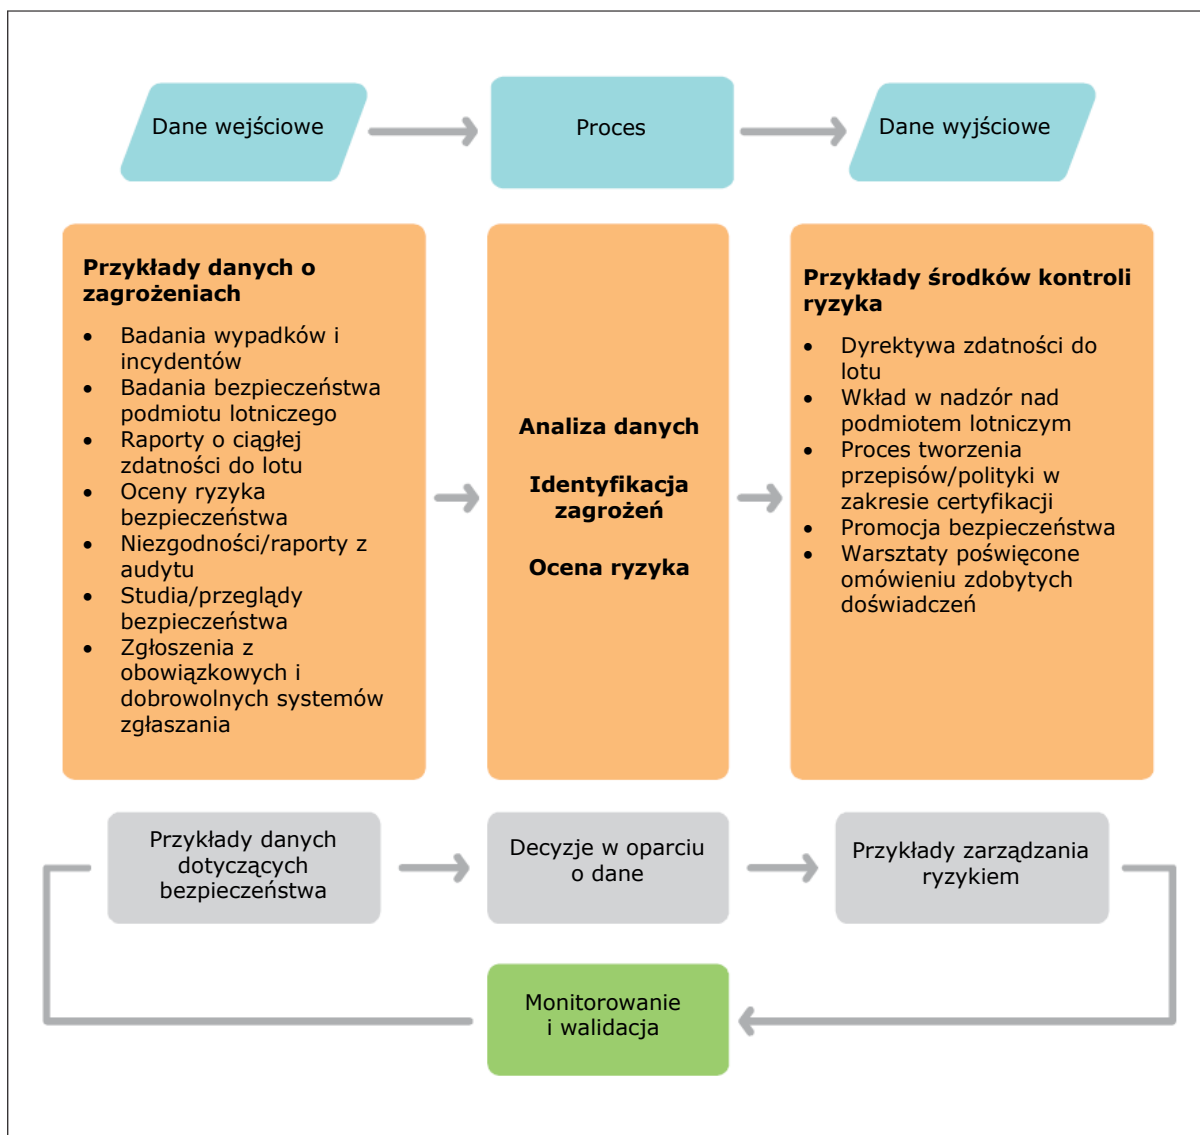 Dane wejściowe
Proces
Dane wyjściowe
Przykłady danych o
zagrożeniach
• Badania wypadków i
incydentów
• Badania bezpieczeństwa
podmiotu lotniczego
• Raporty o ciągłej
zdatności do lotu
• Oceny ryzyka
bezpieczeństwa
• Niezgodności/raporty z
audytu
• Studia/przeglądy
bezpieczeństwa
• Zgłoszenia z
obowiązkowych i
dobrowolnych systemów
zgłaszania
Analiza danych
Identyfikacja
zagrożeń
Ocena ryzyka
Przykłady środków kontroli
ryzyka
• Dyrektywa zdatności do
lotu
• Wkład w nadzór nad
podmiotem lotniczym
• Proces tworzenia
przepisów/polityki w
zakresie certyfikacji
• Promocja bezpieczeństwa
• Warsztaty poświęcone
omówieniu zdobytych
doświadczeń
Przykłady danych
dotyczących
bezpieczeństwa
Decyzje w oparciu
o dane
Przykłady zarządzania
ryzykiem
Monitorowanie
i walidacja